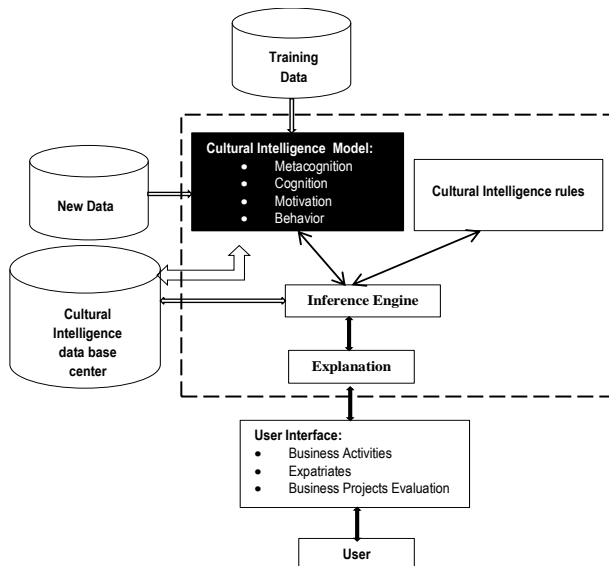 Training
Data
Cultural Intelligence Model:
• Metacognition
• Cognition
• Motivation
• Behavior
Cultural Intelligence rules
New Data
Cultural
Intelligence
data base
center
Inference Engine
Explanation
User Interface:
• Business Activities
• Expatriates
• Business Projects Evaluation
User